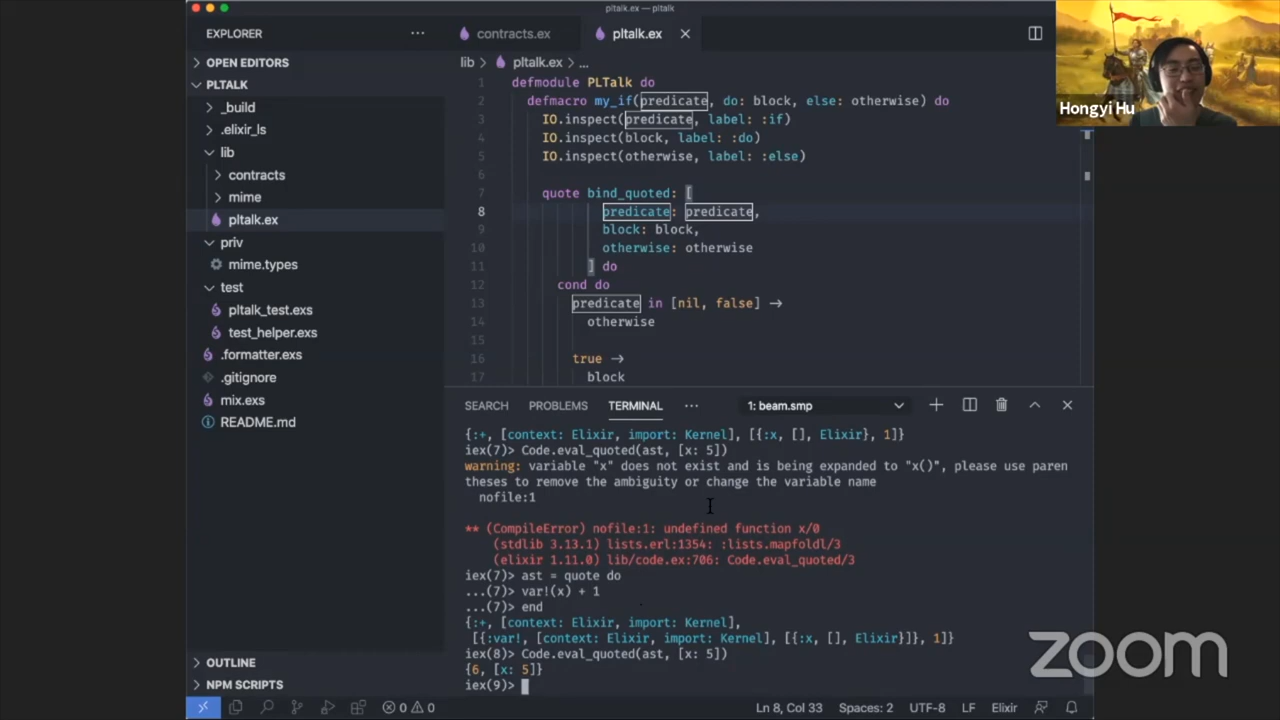 pltalk.ex — pltalk
EXPLORER
OPEN EDITORS
PLTALK
_build
.elixir_ls
lib
contracts
mime
pltalk.ex
priv
mime.types
test
pltalk_test.exs
test_helper.exs
.formatter.exs
.gitignore
mix.exs
README.md
OUTLINE
NPM SCRIPTS
contracts.ex
pltalk.ex
lib > pltalk.ex > ...
1 defmodule PLTalk do
2 defmacro my_if(predicate, do: block, else: otherwise) do
3 IO.inspect(predicate, label: :if)
4 IO.inspect(block, label: :do)
5 IO.inspect(otherwise, label: :else)
6
7 quote bind_quoted: [
8 predicate: predicate,
9 block: block,
10 otherwise: otherwise
11 ] do
12 cond do
13 predicate in [nil, false] →
14 otherwise
15
16 true →
17 block
SEARCH PROBLEMS TERMINAL ... 1: beam.smp
{:+, [context: Elixir, import: Kernel], [{:x, [], Elixir}, 1]}
iex(7)> Code.eval_quoted(ast, [x: 5])
warning: variable "x" does not exist and is being expanded to "x()", please use paren
theses to remove the ambiguity or change the variable name
nofile:1
** (CompileError) nofile:1: undefined function x/0
(stdlib 3.13.1) lists.erl:1354: :lists.mapfoldl/3
(elixir 1.11.0) lib/code.ex:706: Code.eval_quoted/3
iex(7)> ast = quote do
...(7)> var!(x) + 1
...(7)> end
{:+, [context: Elixir, import: Kernel],
[{:var!, [context: Elixir, import: Kernel], [{:x, [], Elixir}]}, 1]}
iex(8)> Code.eval_quoted(ast, [x: 5])
{6, [x: 5]}
iex(9)>
0 0 Ln 8, Col 33 Spaces: 2 UTF-8 LF Elixir
Hongyi Hu
zoom